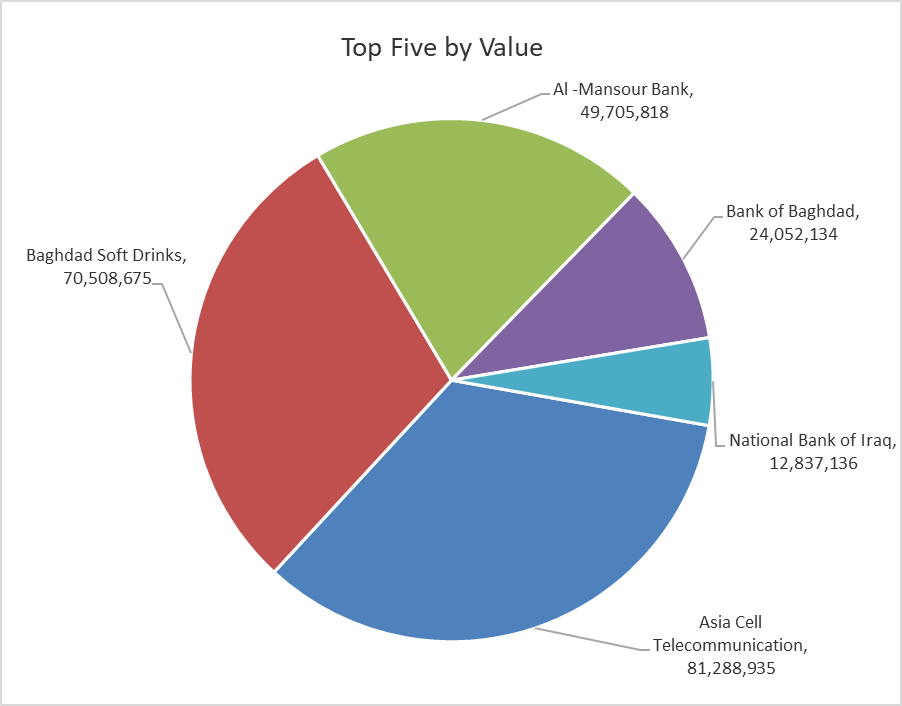 Top Five by Value
Al -Mansour Bank,
49,705,818
Bank of Baghdad,
24,052,134
Baghdad Soft Drinks,
70,508,675
National Bank of Iraq,
12,837,136
Asia Cell
Telecommunication,
81,288,935